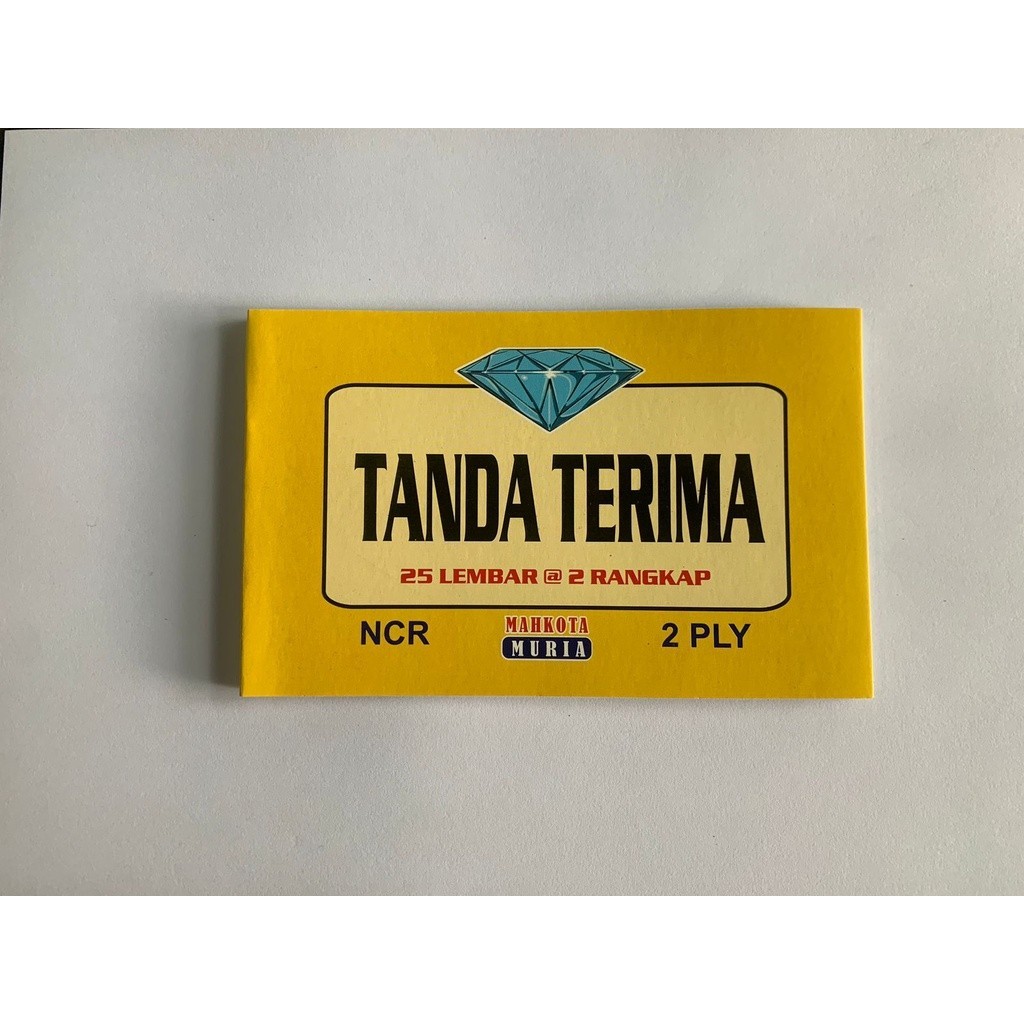 TANDA TERIMA
25 LEMBAR @ 2 RANGKAP
NCR
MAHKOTA
MURIA
2 PLY